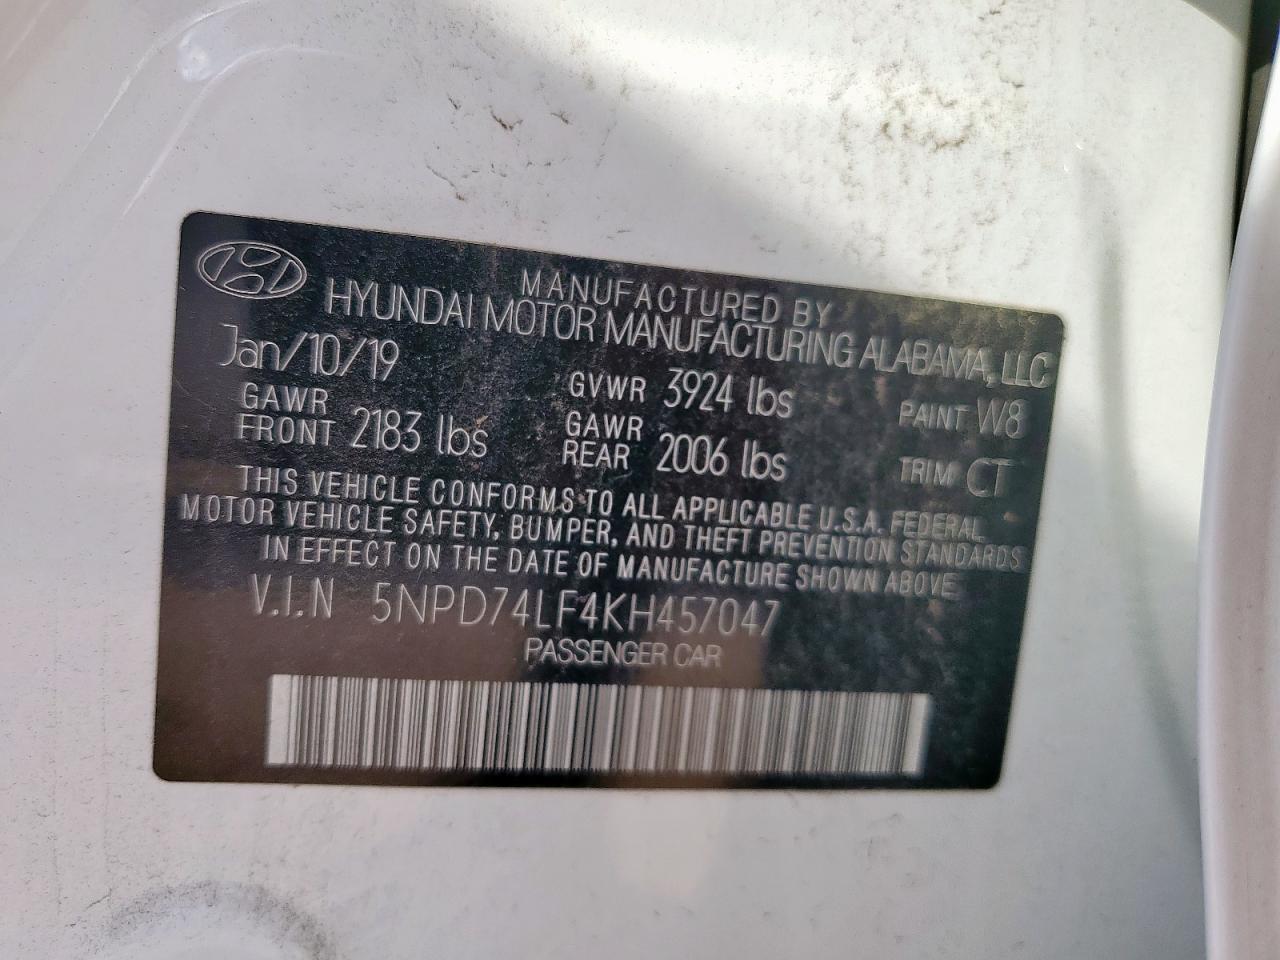 MANUFACTURED BY
HYUNDAI MOTOR MANUFACTURING ALABAMA, LLC
Jan/10/19 GVWR 3924 lbs PAINT W8
GAWR FRONT 2183 lbs GAWR REAR 2006 lbs TRIM CT
THIS VEHICLE CONFORMS TO ALL APPLICABLE U.S.A. FEDERAL
MOTOR VEHICLE SAFETY, BUMPER, AND THEFT PREVENTION STANDARDS
IN EFFECT ON THE DATE OF MANUFACTURE SHOWN ABOVE.
V.I.N 5NPD74LF4KH457047
PASSENGER CAR